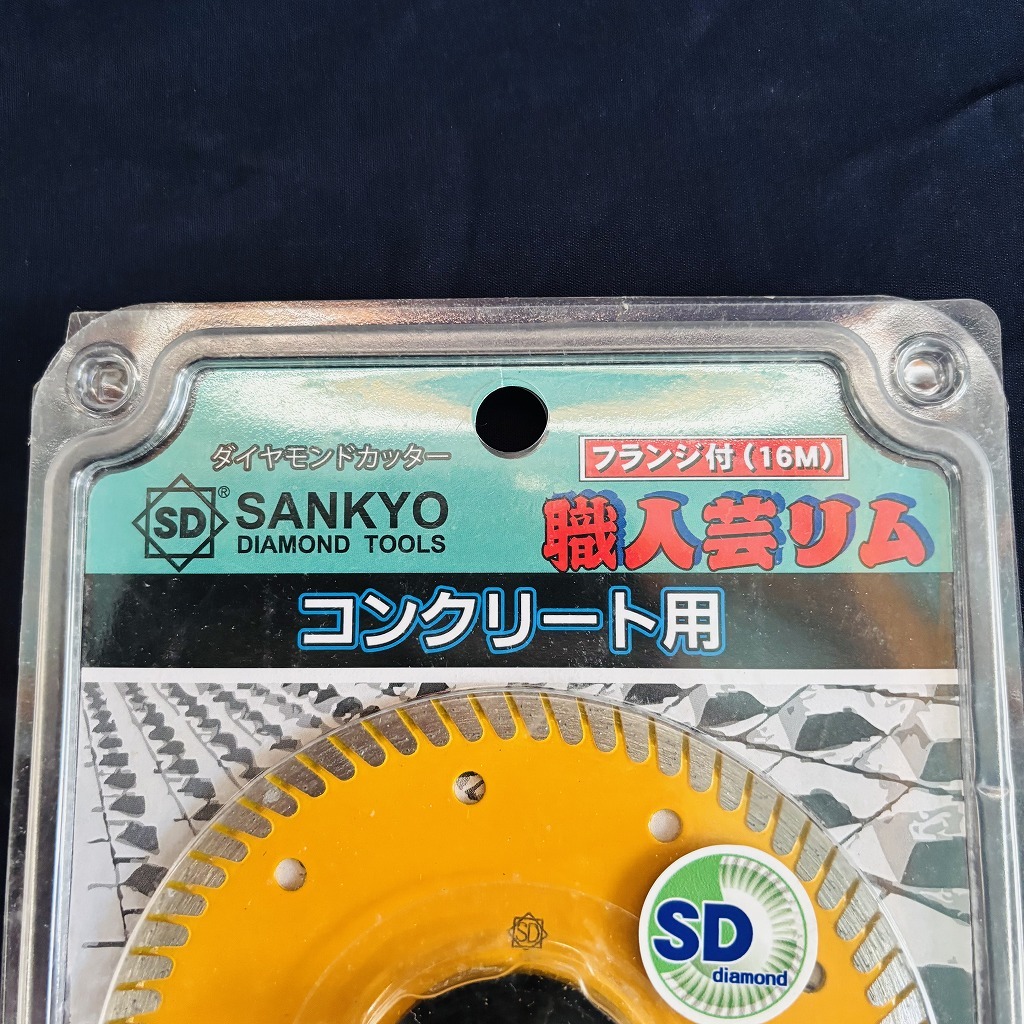 ダイヤモンドカッター
SD® SANKYO
DIAMOND TOOLS
フランジ付(16M)
職人芸リム
コンクリート用
SD
SD
diamond